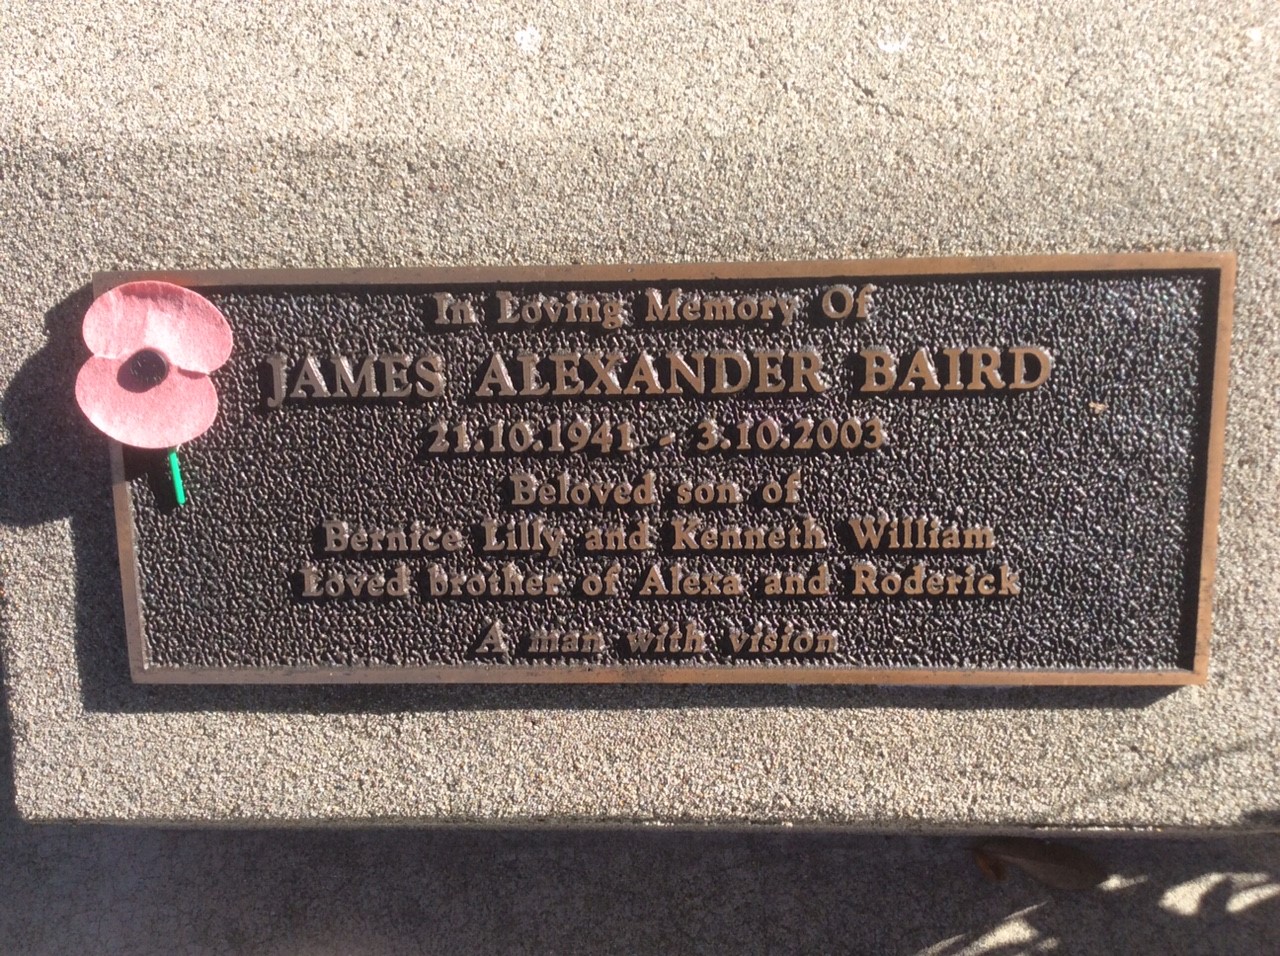 In Loving Memory Of
JAMES ALEXANDER BAIRD
21.10.1941 - 3.10.2003
Beloved son of
Bernice Lilly and Kenneth William
Loved brother of Alexa and Roderick
A man with vision